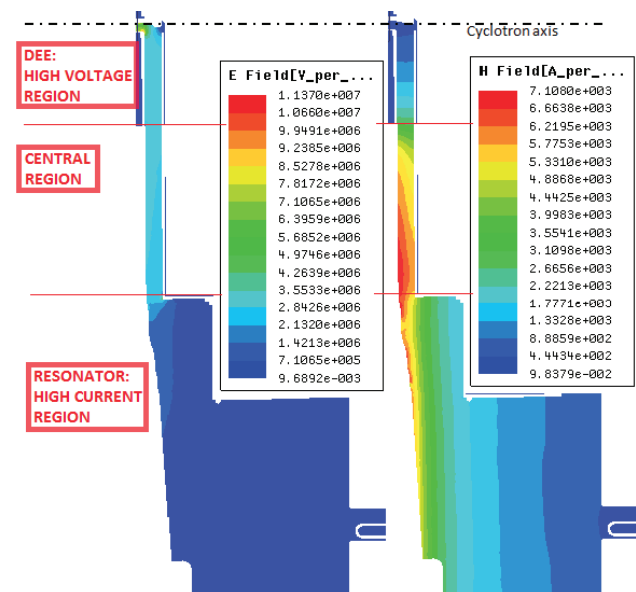 Cyclotron axis
DEE:
HIGH VOLTAGE
REGION
E Field[V_per_...
1.1370e+007
1.0660e+007
9.9491e+006
9.2385e+006
8.5278e+006
7.8172e+006
7.1065e+006
6.3959e+006
5.6852e+006
4.9746e+006
4.2639e+006
3.5533e+006
2.8426e+006
2.1320e+006
1.4213e+006
7.1065e+005
9.6892e-003
H Field[A_per_...
7.1080e+003
6.6638e+003
6.2195e+003
5.7753e+003
5.3310e+003
4.8868e+003
4.4425e+003
3.9983e+003
3.5541e+003
3.1098e+003
2.6656e+003
2.2213e+003
1.7771e+003
1.3328e+003
8.8859e+002
4.4434e+002
9.8379e-002
CENTRAL
REGION
RESONATOR:
HIGH CURRENT
REGION